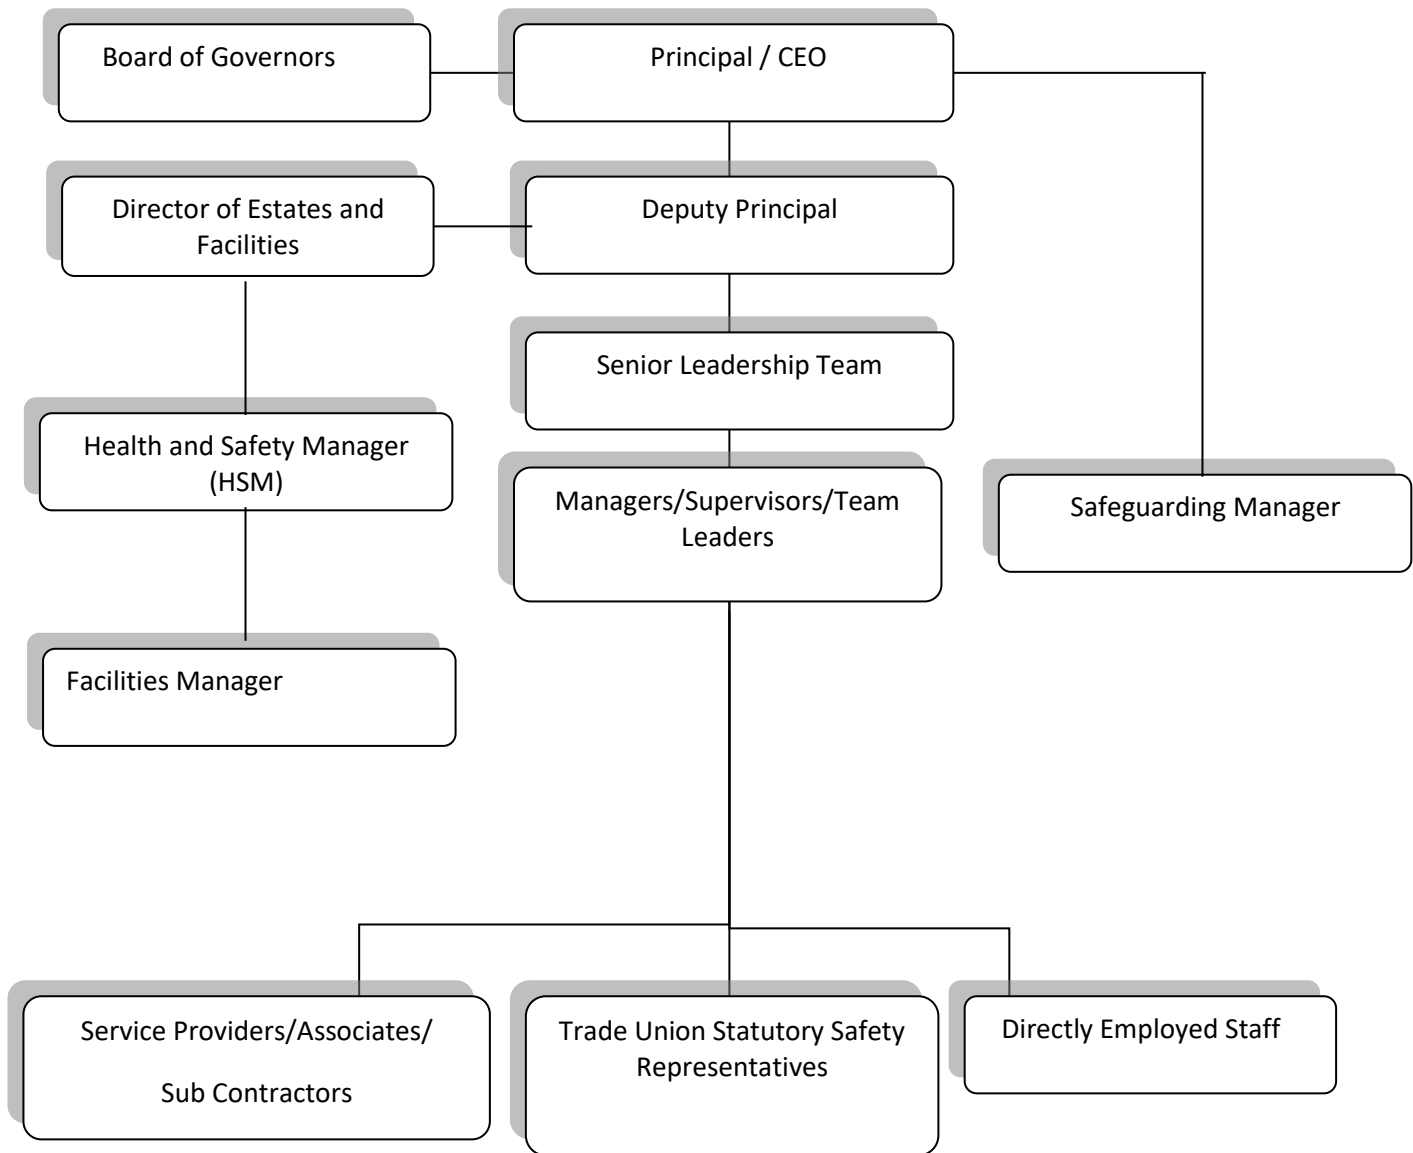 Board of Governors
Principal / CEO
Director of Estates and
Facilities
Deputy Principal
Senior Leadership Team
Health and Safety Manager
(HSM)
Managers/Supervisors/Team
Leaders
Safeguarding Manager
Facilities Manager
Service Providers/Associates/
Sub Contractors
Trade Union Statutory Safety
Representatives
Directly Employed Staff